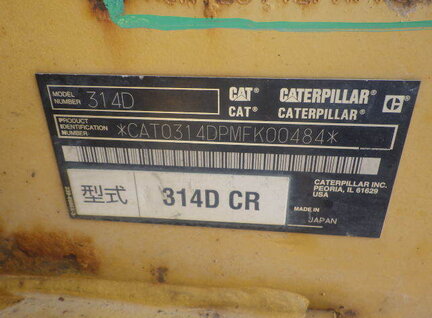 MODEL NUMBER 314D CAT CATERPILLAR C
CAT CATERPILLAR
PRODUCT IDENTIFICATION NUMBER *CAT0314DPMFK00484*
型式 314D CR
CATERPILLAR INC.
PEORIA, IL 61629
USA
MADE IN
JAPAN